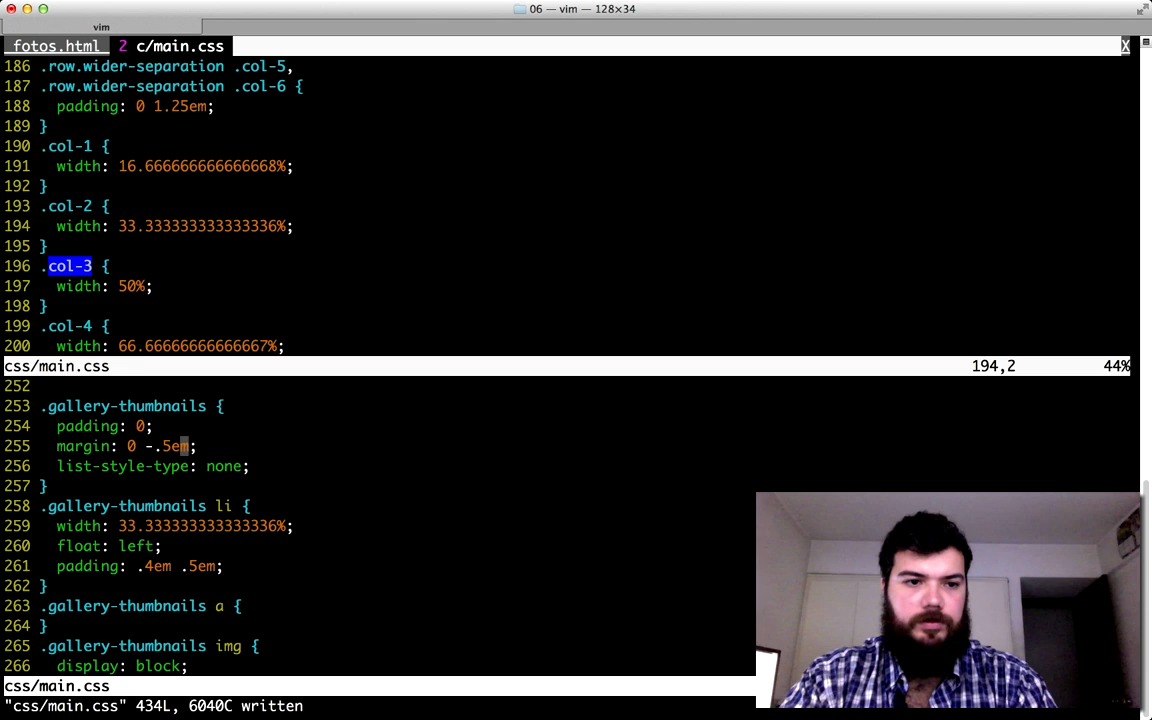 06 — vim — 128×34
vim
fotos.html 2 c/main.css X
186 .row.wider-separation .col-5,
187 .row.wider-separation .col-6 {
188   padding: 0 1.25em;
189 }
190 .col-1 {
191   width: 16.666666666666668%;
192 }
193 .col-2 {
194   width: 33.333333333333336%;
195 }
196 .col-3 {
197   width: 50%;
198 }
199 .col-4 {
200   width: 66.66666666666667%;
css/main.css 194,2 44%
252
253 .gallery-thumbnails {
254   padding: 0;
255   margin: 0 -.5em;
256   list-style-type: none;
257 }
258 .gallery-thumbnails li {
259   width: 33.333333333333336%;
260   float: left;
261   padding: .4em .5em;
262 }
263 .gallery-thumbnails a {
264 }
265 .gallery-thumbnails img {
266   display: block;
css/main.css
"css/main.css" 434L, 6040C written